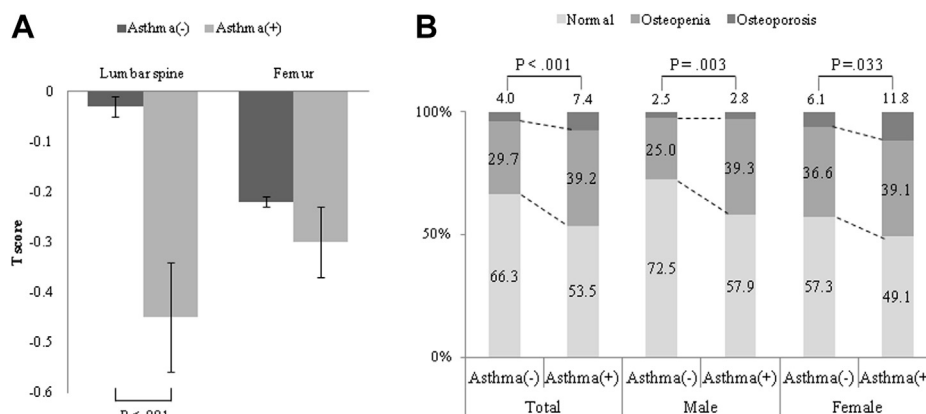 A
Asthma(-) Asthma(+)
Lumbar spine Femur
0
-0.1
-0.2
-0.3
-0.4
-0.5
-0.6
T score
P < .001
B
Normal Osteopenia Osteoporosis
P < .001 P = .003 P = .033
4.0 7.4 2.5 2.8 6.1 11.8
100%
50%
0%
29.7 39.2 25.0 39.3 36.6 39.1
66.3 53.5 72.5 57.9 57.3 49.1
Asthma(-) Asthma(+) Asthma(-) Asthma(+) Asthma(-) Asthma(+
Total Male Female